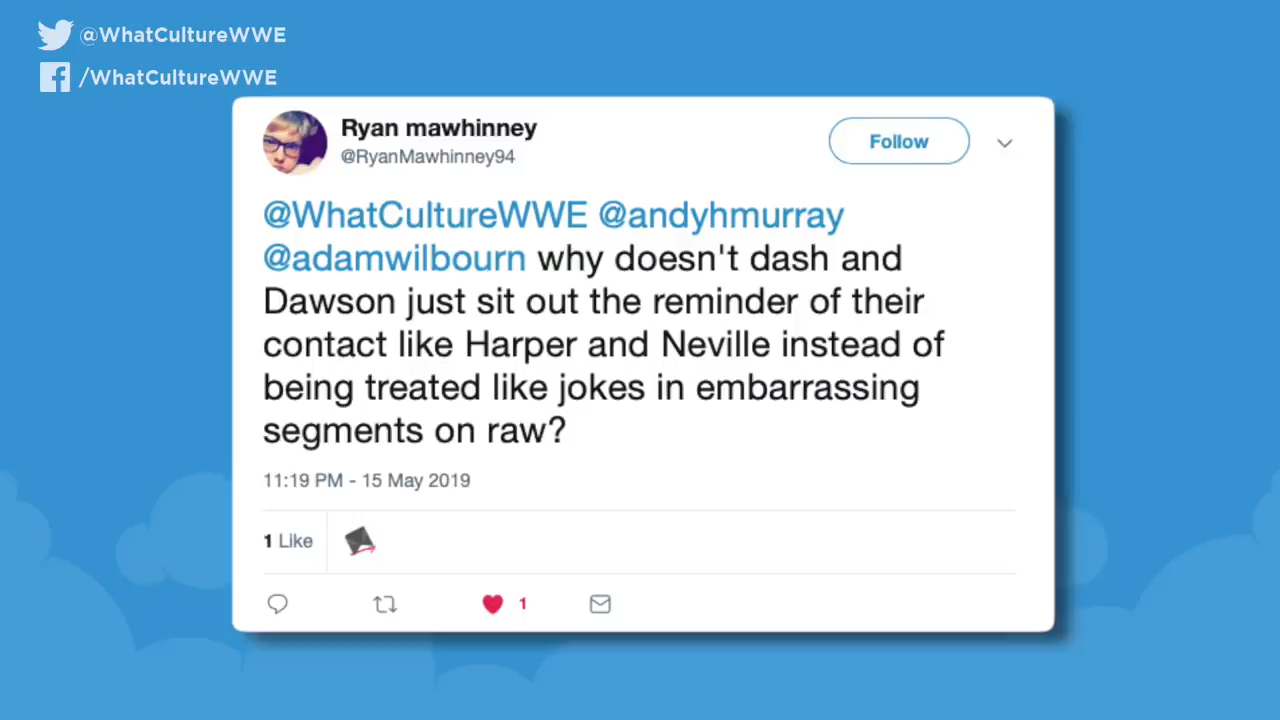 @WhatCultureWWE
/WhatCultureWWE
Ryan mawhinney
@RyanMawhinney94
Follow
@WhatCultureWWE @andyhmurray
@adamwilbourn why doesn't dash and
Dawson just sit out the reminder of their
contact like Harper and Neville instead of
being treated like jokes in embarrassing
segments on raw?
11:19 PM - 15 May 2019
1 Like
1